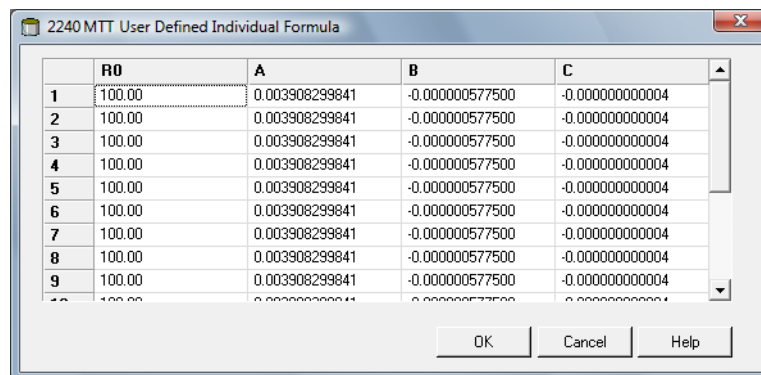 2240 MTT User Defined Individual Formula
R0 A B C
1 100.00 0.003908299841 -0.000000577500 -0.000000000004
2 100.00 0.003908299841 -0.000000577500 -0.000000000004
3 100.00 0.003908299841 -0.000000577500 -0.000000000004
4 100.00 0.003908299841 -0.000000577500 -0.000000000004
5 100.00 0.003908299841 -0.000000577500 -0.000000000004
6 100.00 0.003908299841 -0.000000577500 -0.000000000004
7 100.00 0.003908299841 -0.000000577500 -0.000000000004
8 100.00 0.003908299841 -0.000000577500 -0.000000000004
9 100.00 0.003908299841 -0.000000577500 -0.000000000004
OK Cancel Help